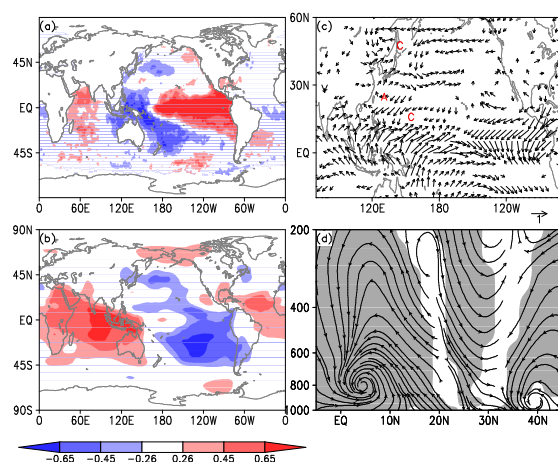 (a)
45N
EQ
45S
0 60E 120E 180 120W 60W 0
(c)
60N
30N
EQ
C
A
C
120E 180 120W
1
(b)
90N
45N
EQ
45S
90S
0 60E 120E 180 120W 60W 0
(d)
200
400
600
800
1000
EQ 10N 20N 30N 40N
-0.65 -0.45 -0.26 0.26 0.45 0.65